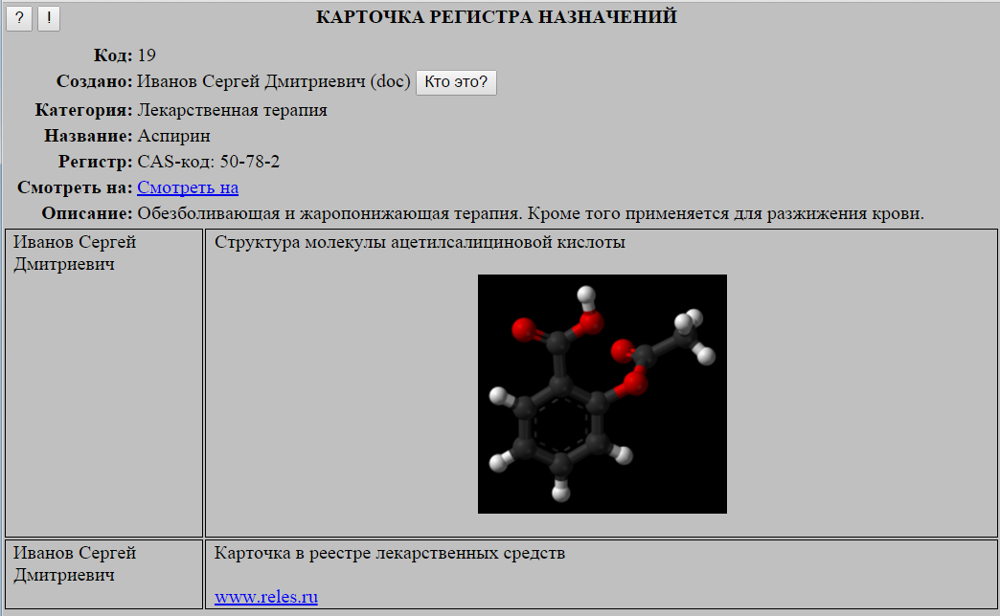 ? ! КАРТОЧКА РЕГИСТРА НАЗНАЧЕНИЙ
Код: 19
Создано: Иванов Сергей Дмитриевич (doc) Кто это?
Категория: Лекарственная терапия
Название: Аспирин
Регистр: CAS-код: 50-78-2
Смотреть на: Смотреть на
Описание: Обезболивающая и жаропонижающая терапия. Кроме того применяется для разжижения крови.
Иванов Сергей
Дмитриевич
Структура молекулы ацетилсалициновой кислоты
Иванов Сергей
Дмитриевич
Карточка в реестре лекарственных средств
www.reles.ru